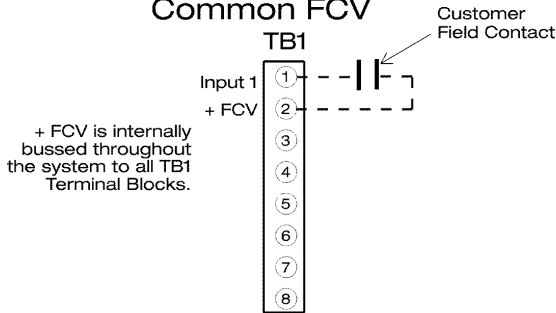 Common FCV
Customer
Field Contact
TB1
Input 1
1
+ FCV
2
+ FCV is internally
bussed throughout
the system to all TB1
Terminal Blocks.
3
4
5
6
7
8